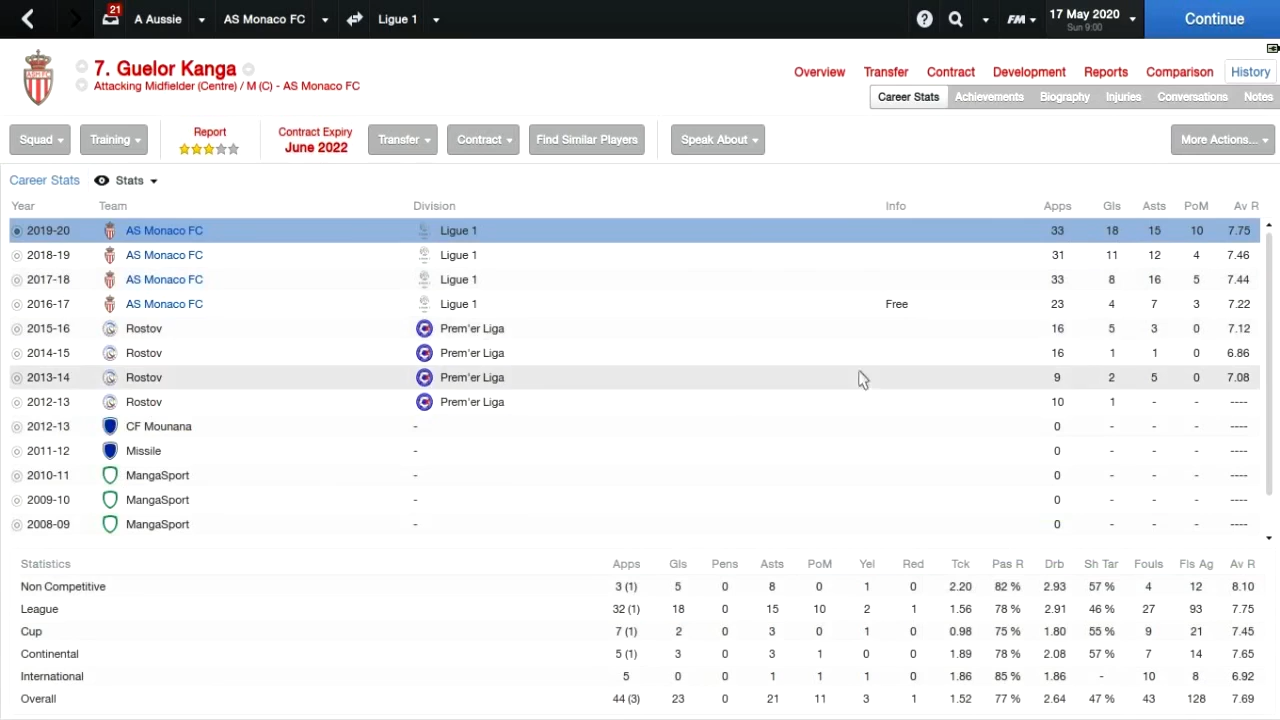 21 A Aussie AS Monaco FC Ligue 1 ? FM 17 May 2020 Continue
Sun 9:00
7. Guelor Kanga
Attacking Midfielder (Centre) / M (C) - AS Monaco FC
Overview Transfer Contract Development Reports Comparison History
Career Stats Achievements Biography Injuries Conversations Notes
Squad Training Report Contract Expiry June 2022 Transfer Contract Find Similar Players Speak About More Actions...
Career Stats Stats
Year Team Division Info Apps Gls Asts PoM Av R
2019-20 AS Monaco FC Ligue 1 33 18 15 10 7.75
2018-19 AS Monaco FC Ligue 1 31 11 12 4 7.46
2017-18 AS Monaco FC Ligue 1 33 8 16 5 7.44
2016-17 AS Monaco FC Ligue 1 Free 23 4 7 3 7.22
2015-16 Rostov Prem'er Liga 16 5 3 0 7.12
2014-15 Rostov Prem'er Liga 16 1 1 0 6.86
2013-14 Rostov Prem'er Liga 9 2 5 0 7.08
2012-13 Rostov Prem'er Liga 10 1 - - ----
2012-13 CF Mounana - 0 - - - ----
2011-12 Missile - 0 - - - ----
2010-11 MangaSport - 0 - - - ----
2009-10 MangaSport - 0 - - - ----
2008-09 MangaSport - 0 - - - ----
Statistics Apps Gls Pens Asts PoM Yel Red Tck Pas R Drb Sh Tar Fouls Fls Ag Av R
Non Competitive 3 (1) 5 0 8 0 1 0 2.20 82 % 2.93 57 % 4 12 8.10
League 32 (1) 18 0 15 10 2 1 1.56 78 % 2.91 46 % 27 93 7.75
Cup 7 (1) 2 0 3 0 1 0 0.98 75 % 1.80 55 % 9 21 7.45
Continental 5 (1) 3 0 3 1 0 0 1.89 78 % 2.08 57 % 7 14 7.65
International 5 0 0 1 1 1 0 1.86 85 % 1.86 - 10 8 6.92
Overall 44 (3) 23 0 21 11 3 1 1.52 77 % 2.64 47 % 43 128 7.69